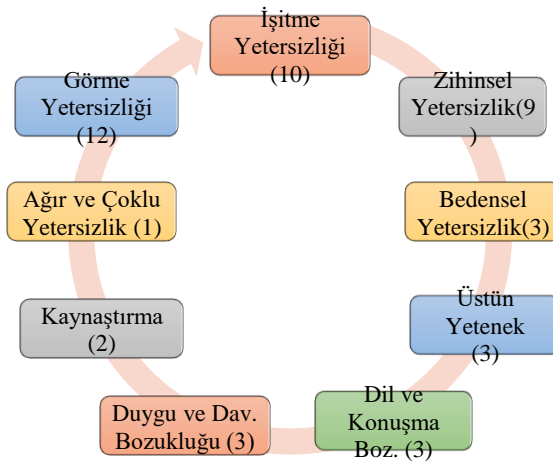 İşitme
Yetersizliği
(10)
Zihinsel
Yetersizlik(9
)
Bedensel
Yetersizlik(3)
Üstün
Yetenek
(3)
Dil ve
Konuşma
Boz. (3)
Duygu ve Dav.
Bozukluğu (3)
Kaynaştırma
(2)
Ağır ve Çoklu
Yetersizlik (1)
Görme
Yetersizliği
(12)